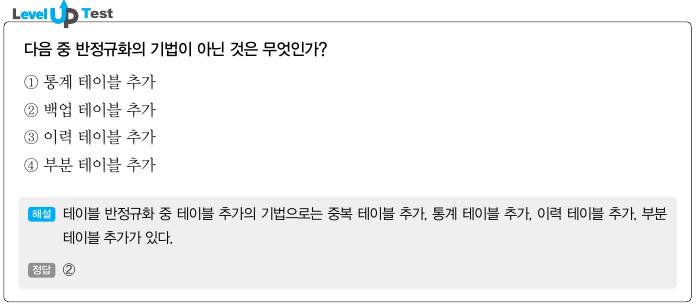 Level Up Test
다음 중 반정규화의 기법이 아닌 것은 무엇인가?
① 통계 테이블 추가
② 백업 테이블 추가
③ 이력 테이블 추가
④ 부분 테이블 추가
해설 테이블 반정규화 중 테이블 추가의 기법으로는 중복 테이블 추가, 통계 테이블 추가, 이력 테이블 추가, 부분
테이블 추가가 있다.
정답 ②